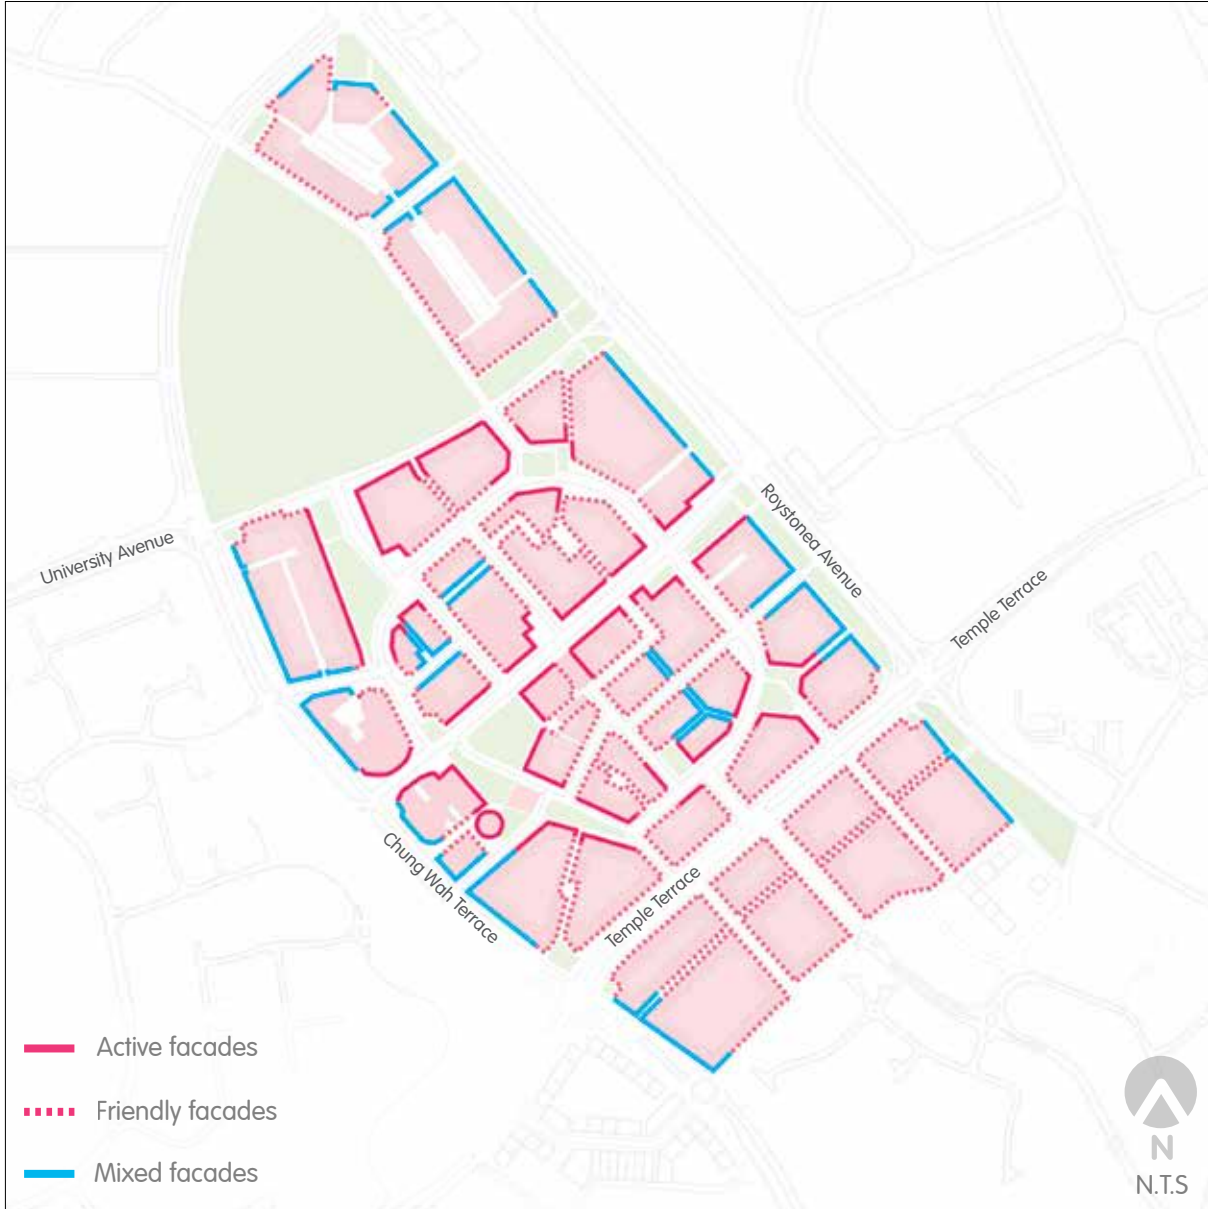 University Avenue
Roystonea Avenue
Temple Terrace
Chung Wah Terrace
Temple Terrace
Active facades
Friendly facades
Mixed facades
N
N.T.S